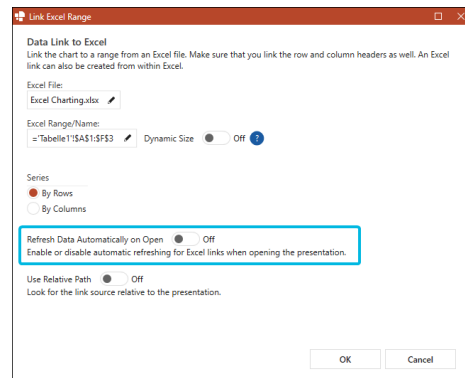 Link Excel Range
Data Link to Excel
Link the chart to a range from an Excel file. Make sure that you link the row and column headers as well. An Excel
link can also be created from within Excel.
Excel File:
Excel Charting.xlsx
Excel Range/Name:
='Tabelle1'!$A$1:$F$3 Dynamic Size Off ?
Series
By Rows
By Columns
Refresh Data Automatically on Open Off
Enable or disable automatic refreshing for Excel links when opening the presentation.
Use Relative Path Off
Look for the link source relative to the presentation.
OK Cancel